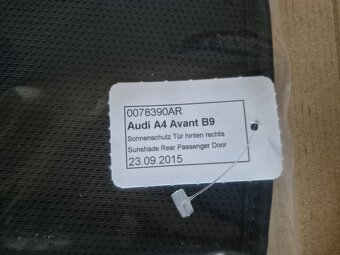 0078390AR
Audi A4 Avant B9
Sonnenschutz Tür hinten rechts
Sunshade Rear Passenger Door
23.09.2015